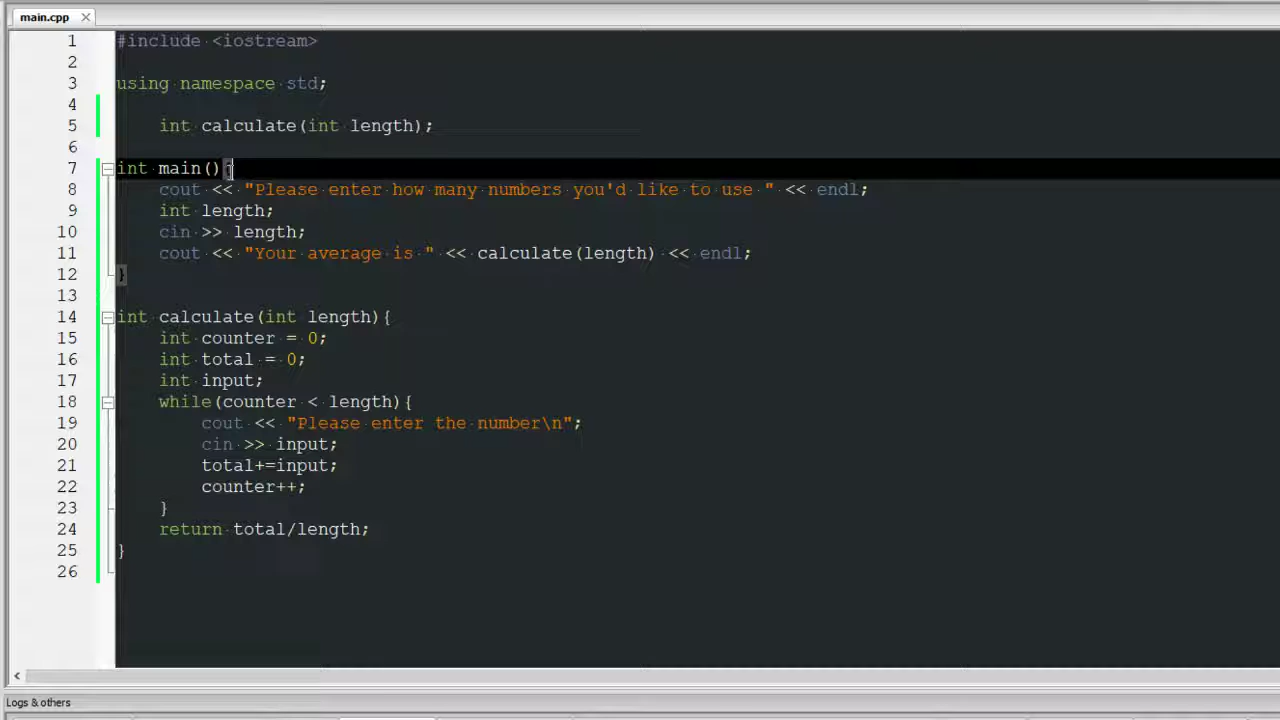 main.cpp
1 #include <iostream>
2
3 using namespace std;
4
5 int calculate(int length);
6
7 int main(){
8 cout << "Please enter how many numbers you'd like to use " << endl;
9 int length;
10 cin >> length;
11 cout << "Your average is " << calculate(length) << endl;
12 }
13
14 int calculate(int length){
15 int counter = 0;
16 int total = 0;
17 int input;
18 while(counter < length){
19 cout << "Please enter the number\n";
20 cin >> input;
21 total+=input;
22 counter++;
23 }
24 return total/length;
25 }
26
Logs & others